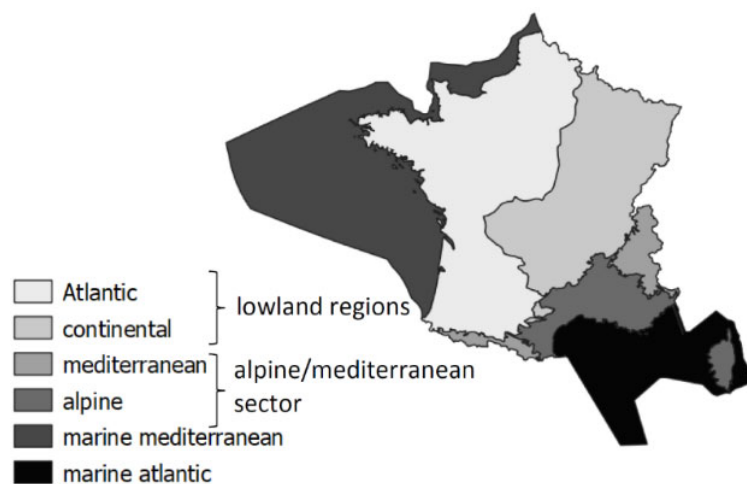 Atlantic
continental
lowland regions
mediterranean
alpine
alpine/mediterranean
sector
marine mediterranean
marine atlantic